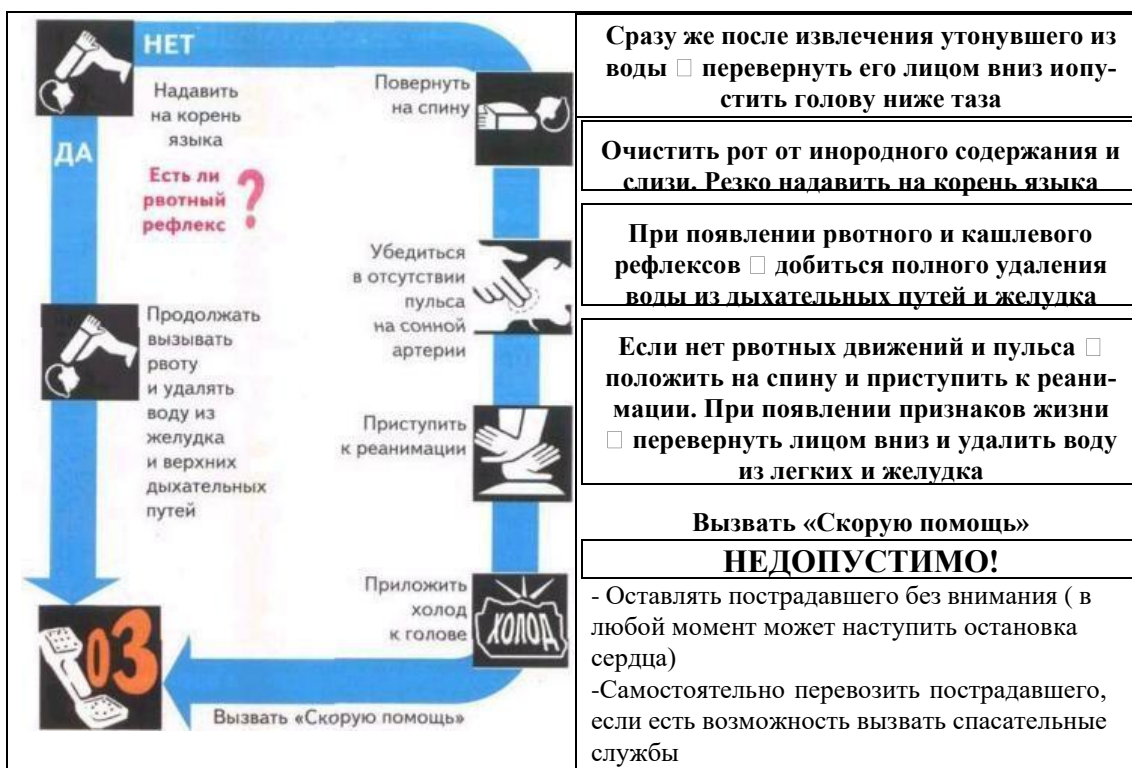 НЕТ
Надавить
на корень
языка
ДА
Есть ли
рвотный
рефлекс
?
Продолжать
вызывать
рвоту
и удалять
воду из
желудка
и верхних
дыхательных
путей
Повернуть
на спину
Убедиться
в отсутствии
пульса
на сонной
артерии
Приступить
к реанимации
Приложить
холод
к голове
ХОЛОД
03
Вызвать «Скорую помощь»
Сразу же после извлечения утонувшего из
воды □ перевернуть его лицом вниз иопу-
стить голову ниже таза
Очистить рот от инородного содержания и
слизи. Резко надавить на корень языка
При появлении рвотного и кашлевого
рефлексов □ добиться полного удаления
воды из дыхательных путей и желудка
Если нет рвотных движений и пульса □
положить на спину и приступить к реани-
мации. При появлении признаков жизни
□ перевернуть лицом вниз и удалить воду
из легких и желудка
Вызвать «Скорую помощь»
НЕДОПУСТИМО!
- Оставлять пострадавшего без внимания ( в
любой момент может наступить остановка
сердца)
-Самостоятельно перевозить пострадавшего,
если есть возможность вызвать спасательные
службы